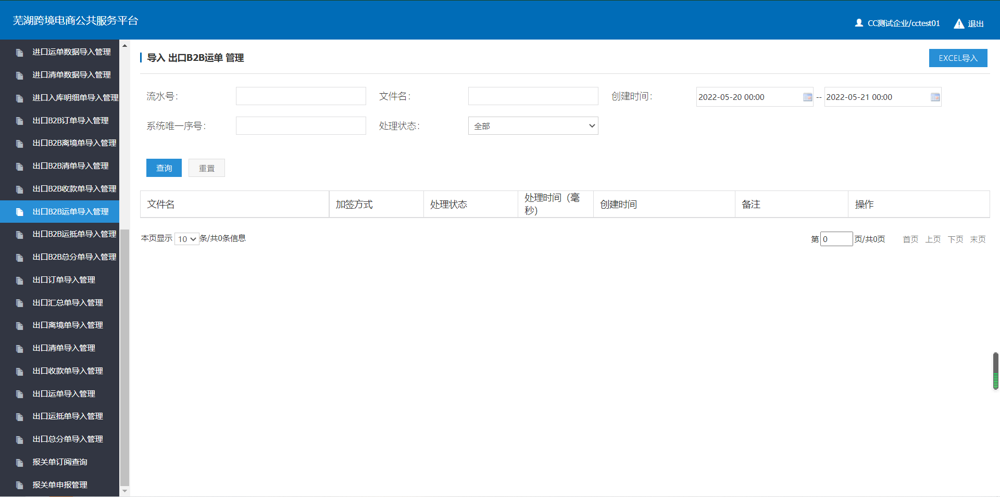 芜湖跨境电商公共服务平台
CC测试企业/cctest01
退出
进口运单数据导入管理
进口清单数据导入管理
进口入库明细单导入管理
出口B2B订单导入管理
出口B2B离境单导入管理
出口B2B清单导入管理
出口B2B收款单导入管理
出口B2B运单导入管理
出口B2B运抵单导入管理
出口B2B总分单导入管理
出口订单导入管理
出口汇总单导入管理
出口离境单导入管理
出口清单导入管理
出口收款单导入管理
出口运单导入管理
出口运抵单导入管理
出口总分单导入管理
报关单订阅查询
报关单申报管理
导入 出口B2B运单 管理
EXCEL导入
流水号：
文件名：
创建时间：
2022-05-20 00:00 -- 2022-05-21 00:00
系统唯一序号：
处理状态：
全部
查询
重置
文件名
加签方式
处理状态
处理时间（毫
秒）
创建时间
备注
操作
本页显示 10 条/共0条信息
第 0 页/共0页
首页 上页 下页 末页